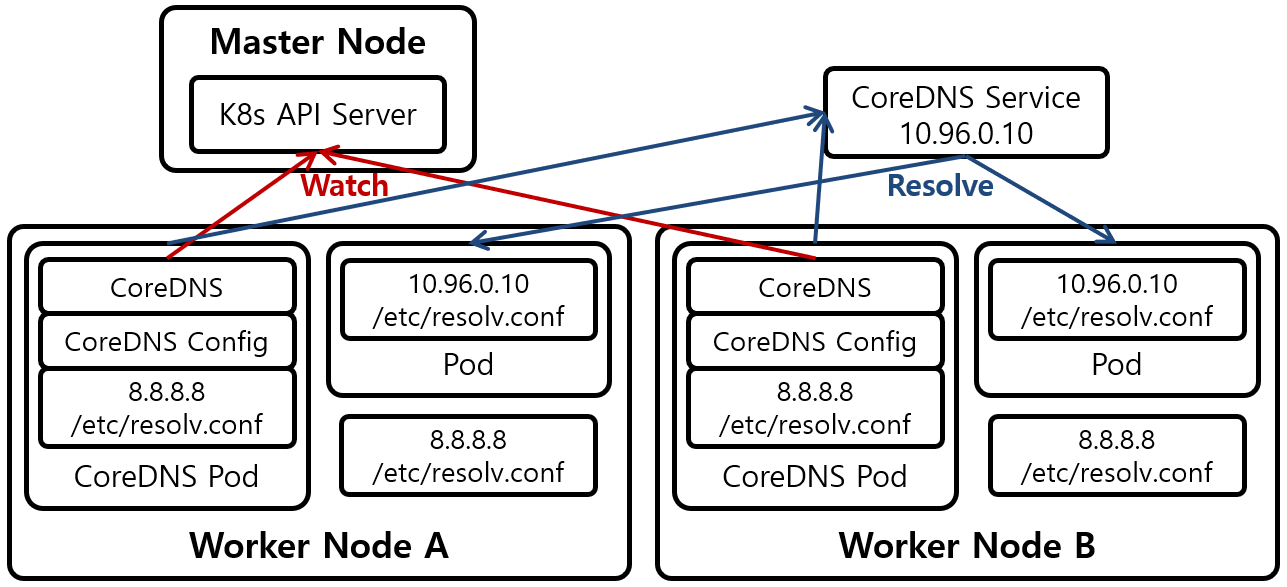 Master Node
K8s API Server
CoreDNS Service
10.96.0.10
Watch
Resolve
CoreDNS
CoreDNS Config
8.8.8.8
/etc/resolv.conf
CoreDNS Pod
10.96.0.10
/etc/resolv.conf
Pod
8.8.8.8
/etc/resolv.conf
Worker Node A
CoreDNS
CoreDNS Config
8.8.8.8
/etc/resolv.conf
CoreDNS Pod
10.96.0.10
/etc/resolv.conf
Pod
8.8.8.8
/etc/resolv.conf
Worker Node B